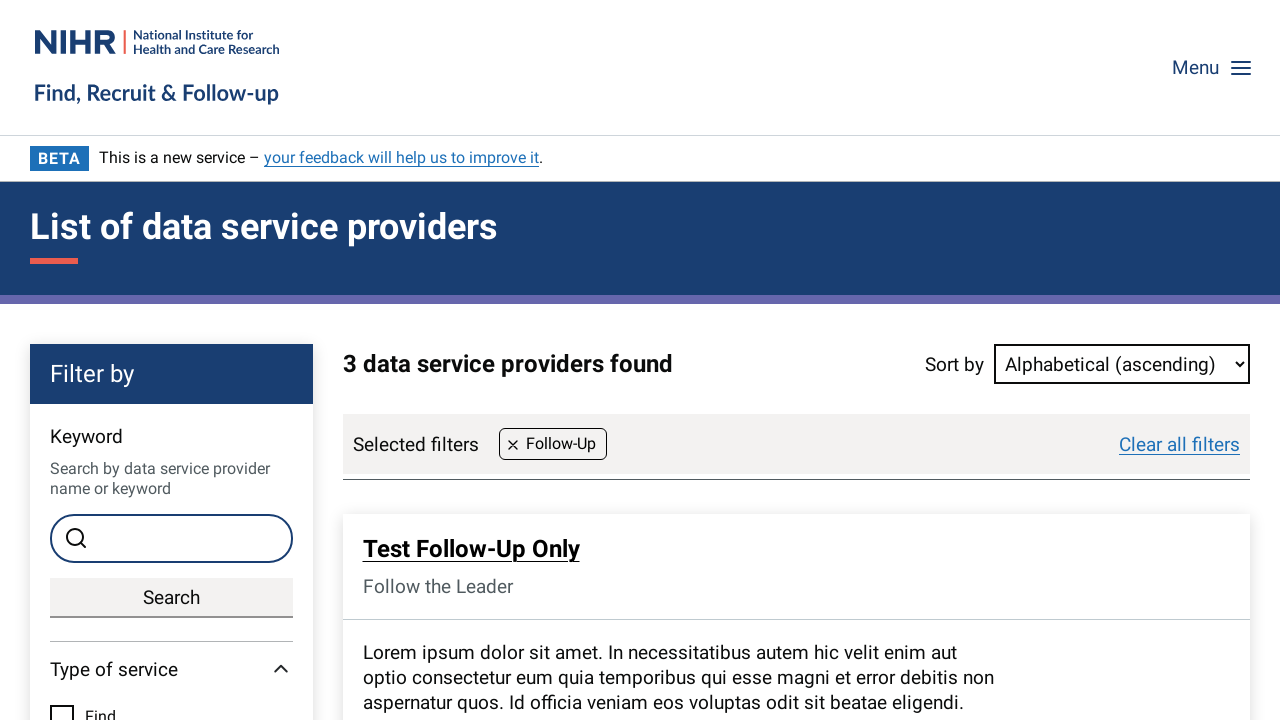 NIHR | National Institute for
Health and Care Research
Find, Recruit & Follow-up
Menu
BETA This is a new service – your feedback will help us to improve it.
List of data service providers
Filter by
Keyword
Search by data service provider
name or keyword
Search
Type of service
Find
3 data service providers found
Sort by Alphabetical (ascending)
Selected filters Follow-Up Clear all filters
Test Follow-Up Only
Follow the Leader
Lorem ipsum dolor sit amet. In necessitatibus autem hic velit enim aut
optio consectetur eum quia temporibus qui esse magni et error debitis non
aspernatur quos. Id officia veniam eos voluptas odit sit beatae eligendi.